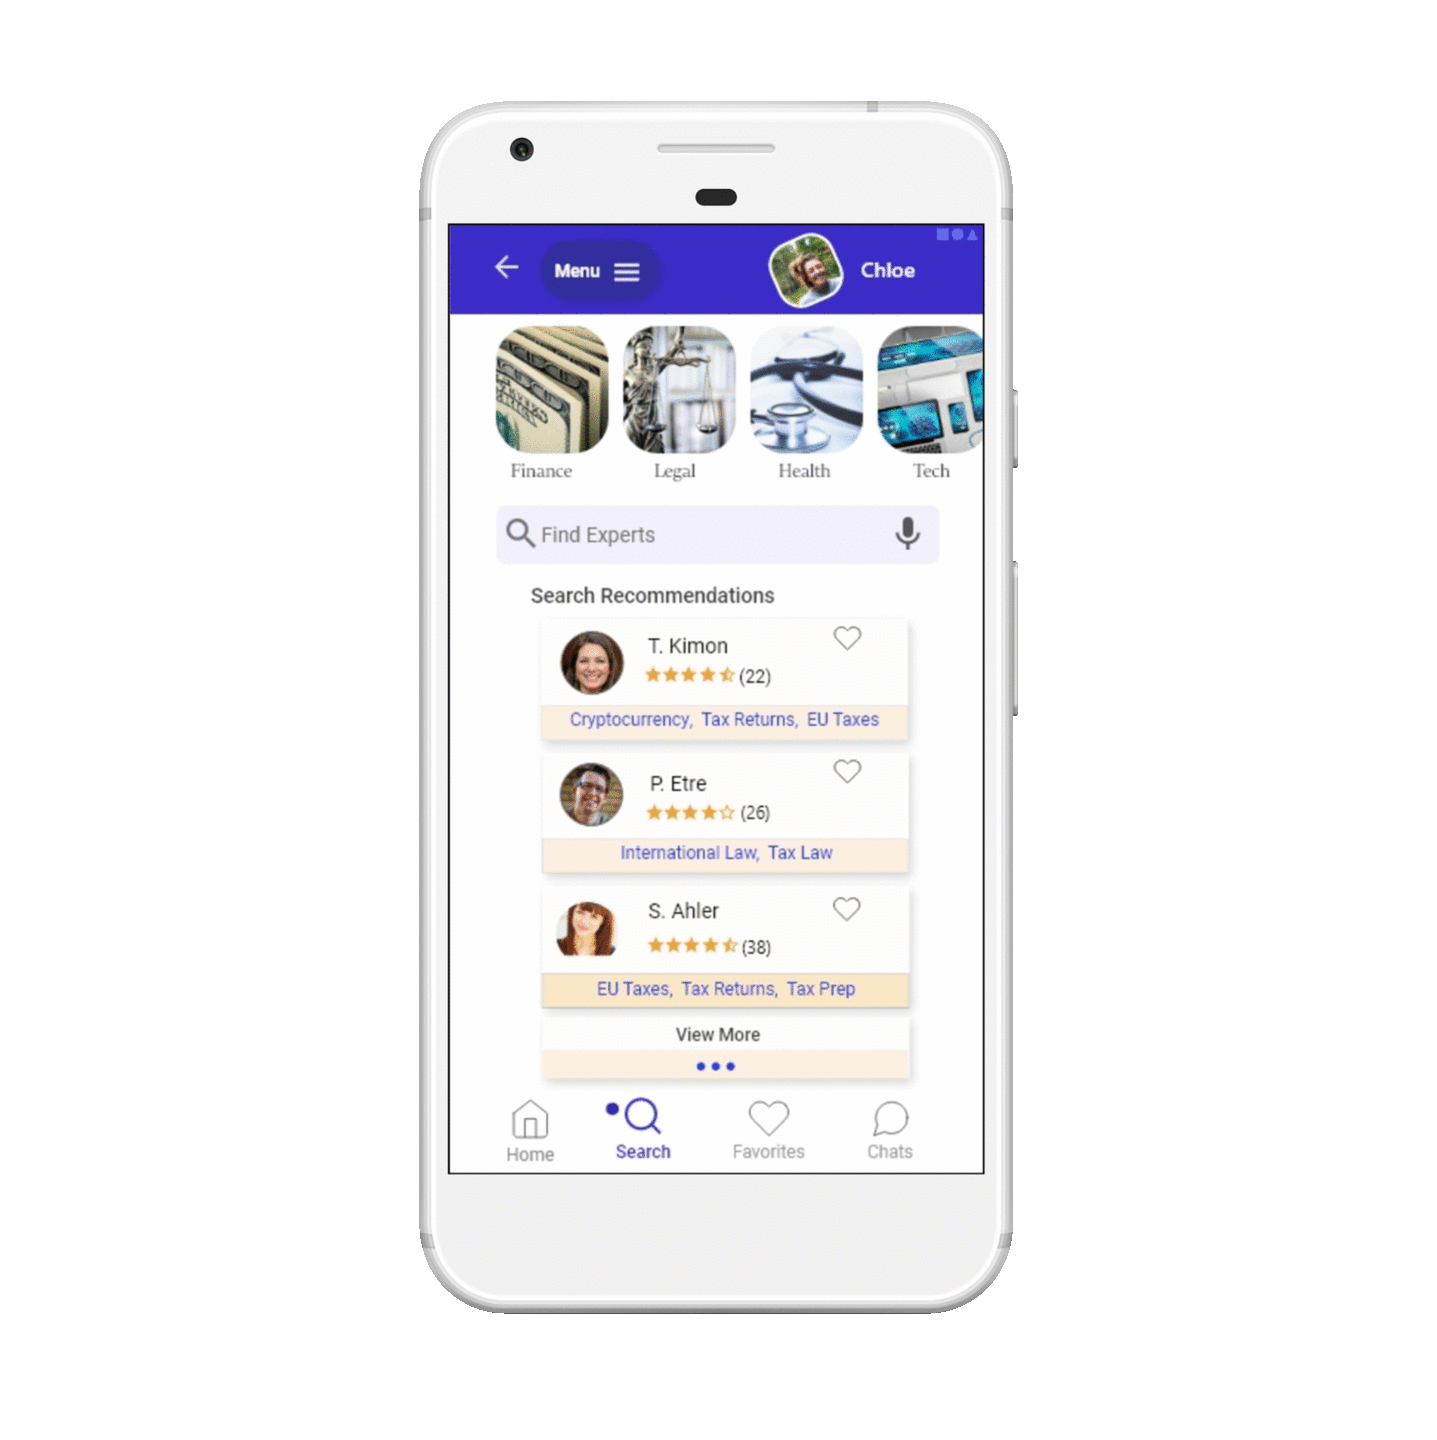 Menu
Chloe
Finance Legal Health Tech
Find Experts
Search Recommendations
T. Kimon
(22)
Cryptocurrency, Tax Returns, EU Taxes
P. Etre
(26)
International Law, Tax Law
S. Ahler
(38)
EU Taxes, Tax Returns, Tax Prep
View More
Home Search Favorites Chats